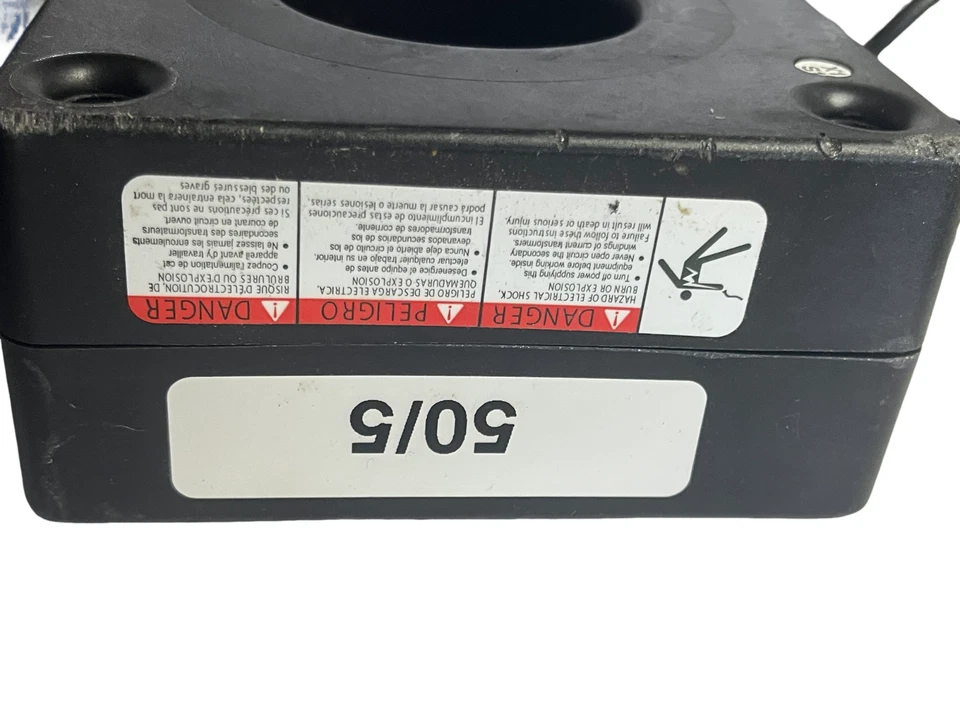 50/5
DANGER
HAZARD OF ELECTRICAL SHOCK,
BURN OR EXPLOSION
• Turn off power supplying this
equipment before working inside.
• Never open circuit the secondary
windings of current transformers.
Failure to follow these instructions
will result in death or serious injury.
PELIGRO
PELIGRO DE DESCARGA ELECTRICA,
QUEMADURAS O EXPLOSION
• Desenergise el equipo antes de
efectuar cualquier trabajo en su interior.
• Nunca deje abierto el circuito de los
devanados secundarios de los
transformadores de corriente.
El incumplimiento de estas precauciones
podrá causar la muerte o lesiones serias.
DANGER
RISQUE D'ÉLECTROCUTION, DE
BRÛLURES OU D'EXPLOSION
• Coupez l'alimentation de cet
appareil avant d'y travailler
• Ne laissez jamais les enroulements
secondaires des transformateurs
de courant en circuit ouvert.
Si ces précautions ne sont pas
respectées, cela entraînera la mort
ou des blessures graves